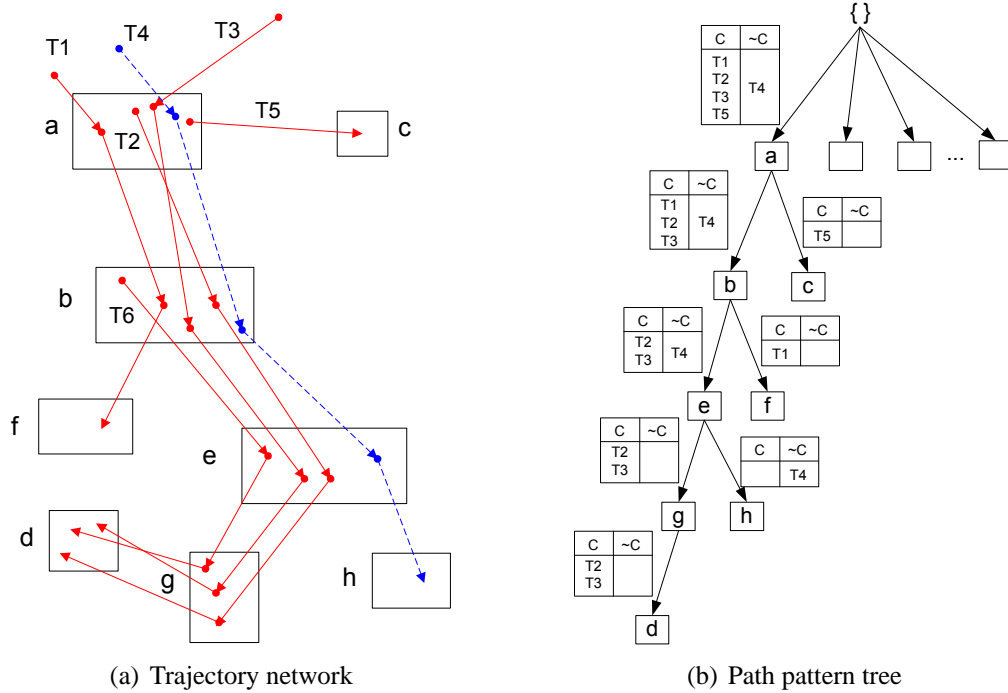 T1
T4
T3
a
T2
T5
c
b
T6
f
e
d
g
h
(a) Trajectory network
{ }
C ~C
T1
T2
T3
T5
T4
a
...
C ~C
T1
T2
T3
T4
C ~C
T5
b
c
C ~C
T2
T3
T4
C ~C
T1
e
f
C ~C
T2
T3
C ~C
T4
g
h
C ~C
T2
T3
d
(b) Path pattern tree